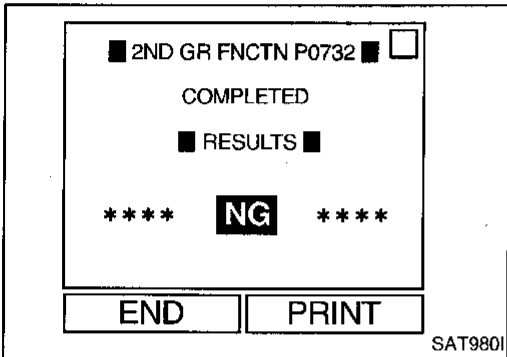 ■ 2ND GR FNCTN P0732 ■
COMPLETED
■ RESULTS ■
**** NG ****
END PRINT
SAT980I